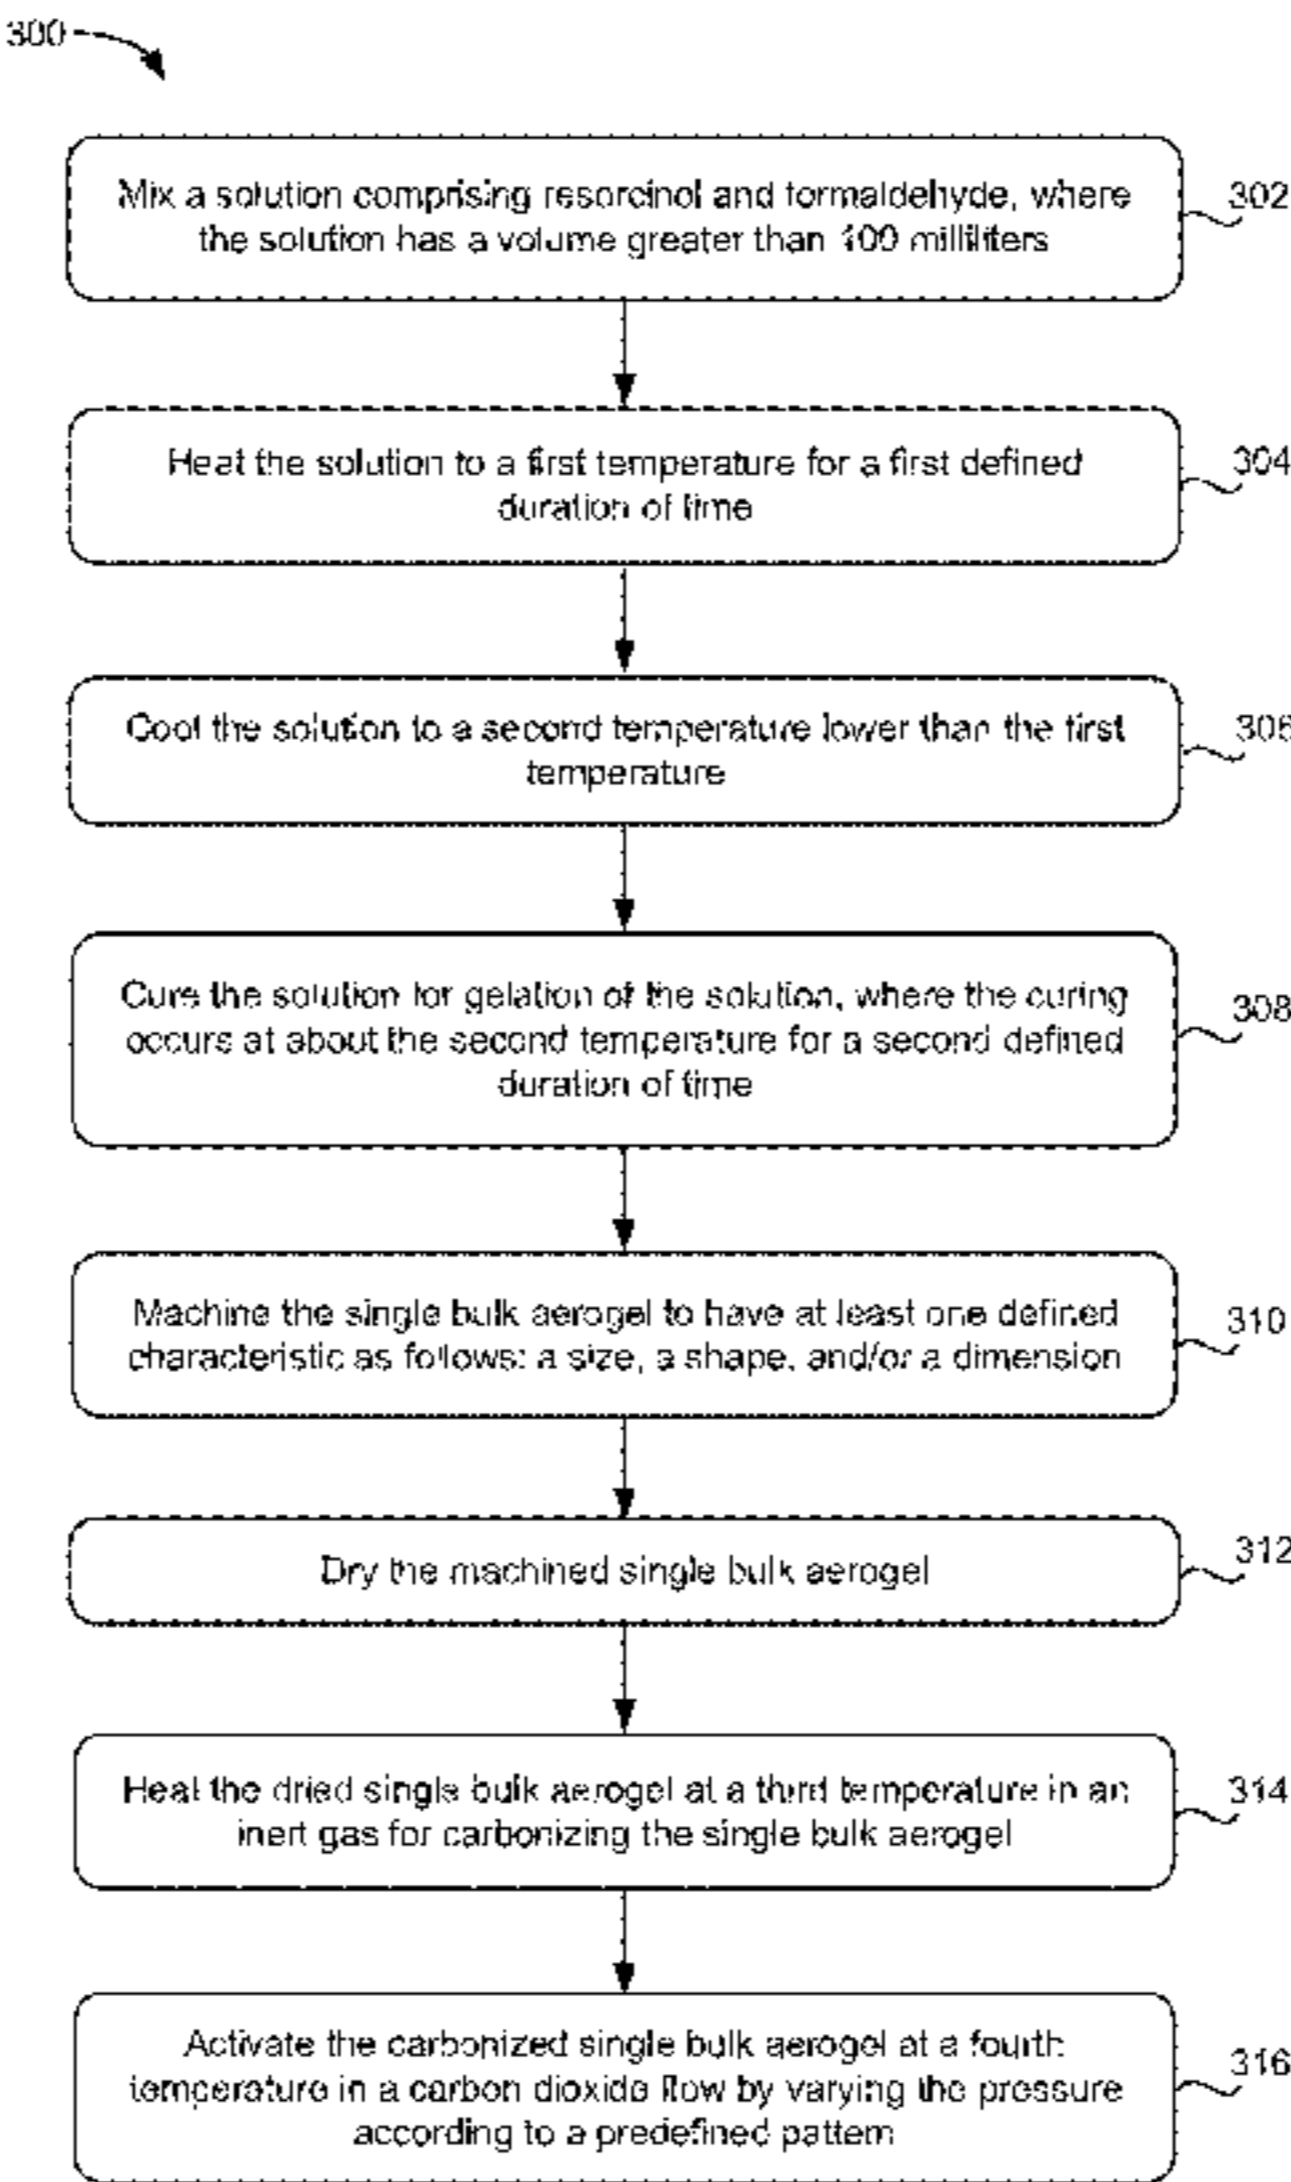 300
Mix a solution comprising resorcinol and formaldehyde, where
the solution has a volume greater than 100 milliliters
302
Heat the solution to a first temperature for a first defined
duration of time
304
Cool the solution to a second temperature lower than the first
temperature
306
Cure the solution for gelation of the solution, where the curing
occurs at about the second temperature for a second defined
duration of time
308
Machine the single bulk aerogel to have at least one defined
characteristic as follows: a size, a shape, and/or a dimension
310
Dry the machined single bulk aerogel
312
Heat the dried single bulk aerogel at a third temperature in an
inert gas for carbonizing the single bulk aerogel
314
Activate the carbonized single bulk aerogel at a fourth
temperature in a carbon dioxide flow by varying the pressure
according to a predefined pattern
316